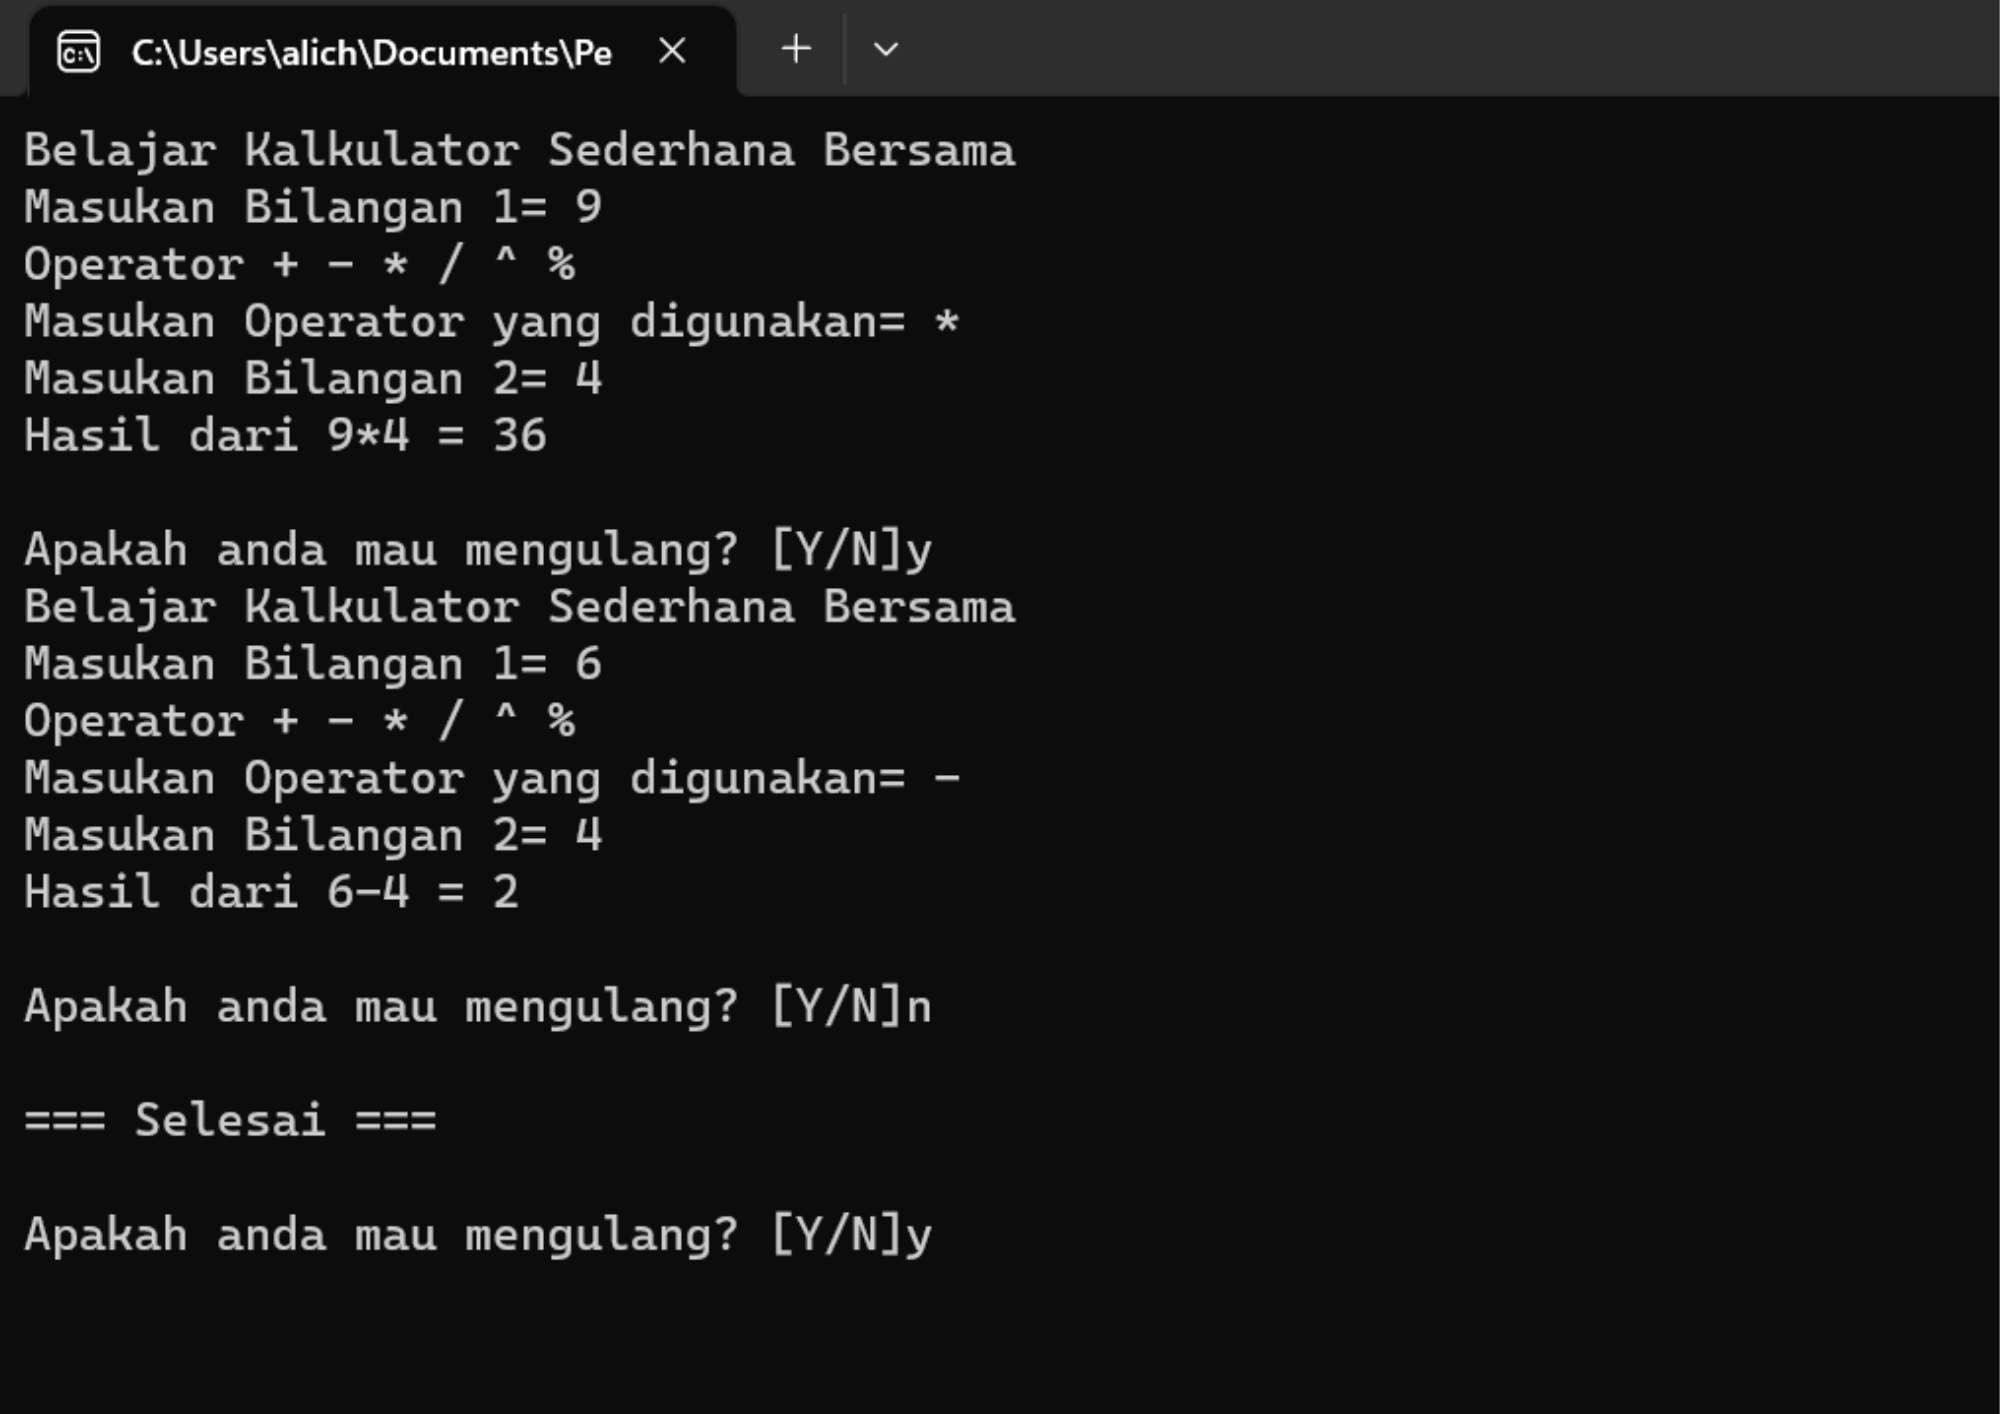 C:\Users\alich\Documents\Pe
Belajar Kalkulator Sederhana Bersama
Masukan Bilangan 1= 9
Operator + - * / ^ %
Masukan Operator yang digunakan= *
Masukan Bilangan 2= 4
Hasil dari 9*4 = 36
Apakah anda mau mengulang? [Y/N]y
Belajar Kalkulator Sederhana Bersama
Masukan Bilangan 1= 6
Operator + - * / ^ %
Masukan Operator yang digunakan= -
Masukan Bilangan 2= 4
Hasil dari 6-4 = 2
Apakah anda mau mengulang? [Y/N]n
=== Selesai ===
Apakah anda mau mengulang? [Y/N]y